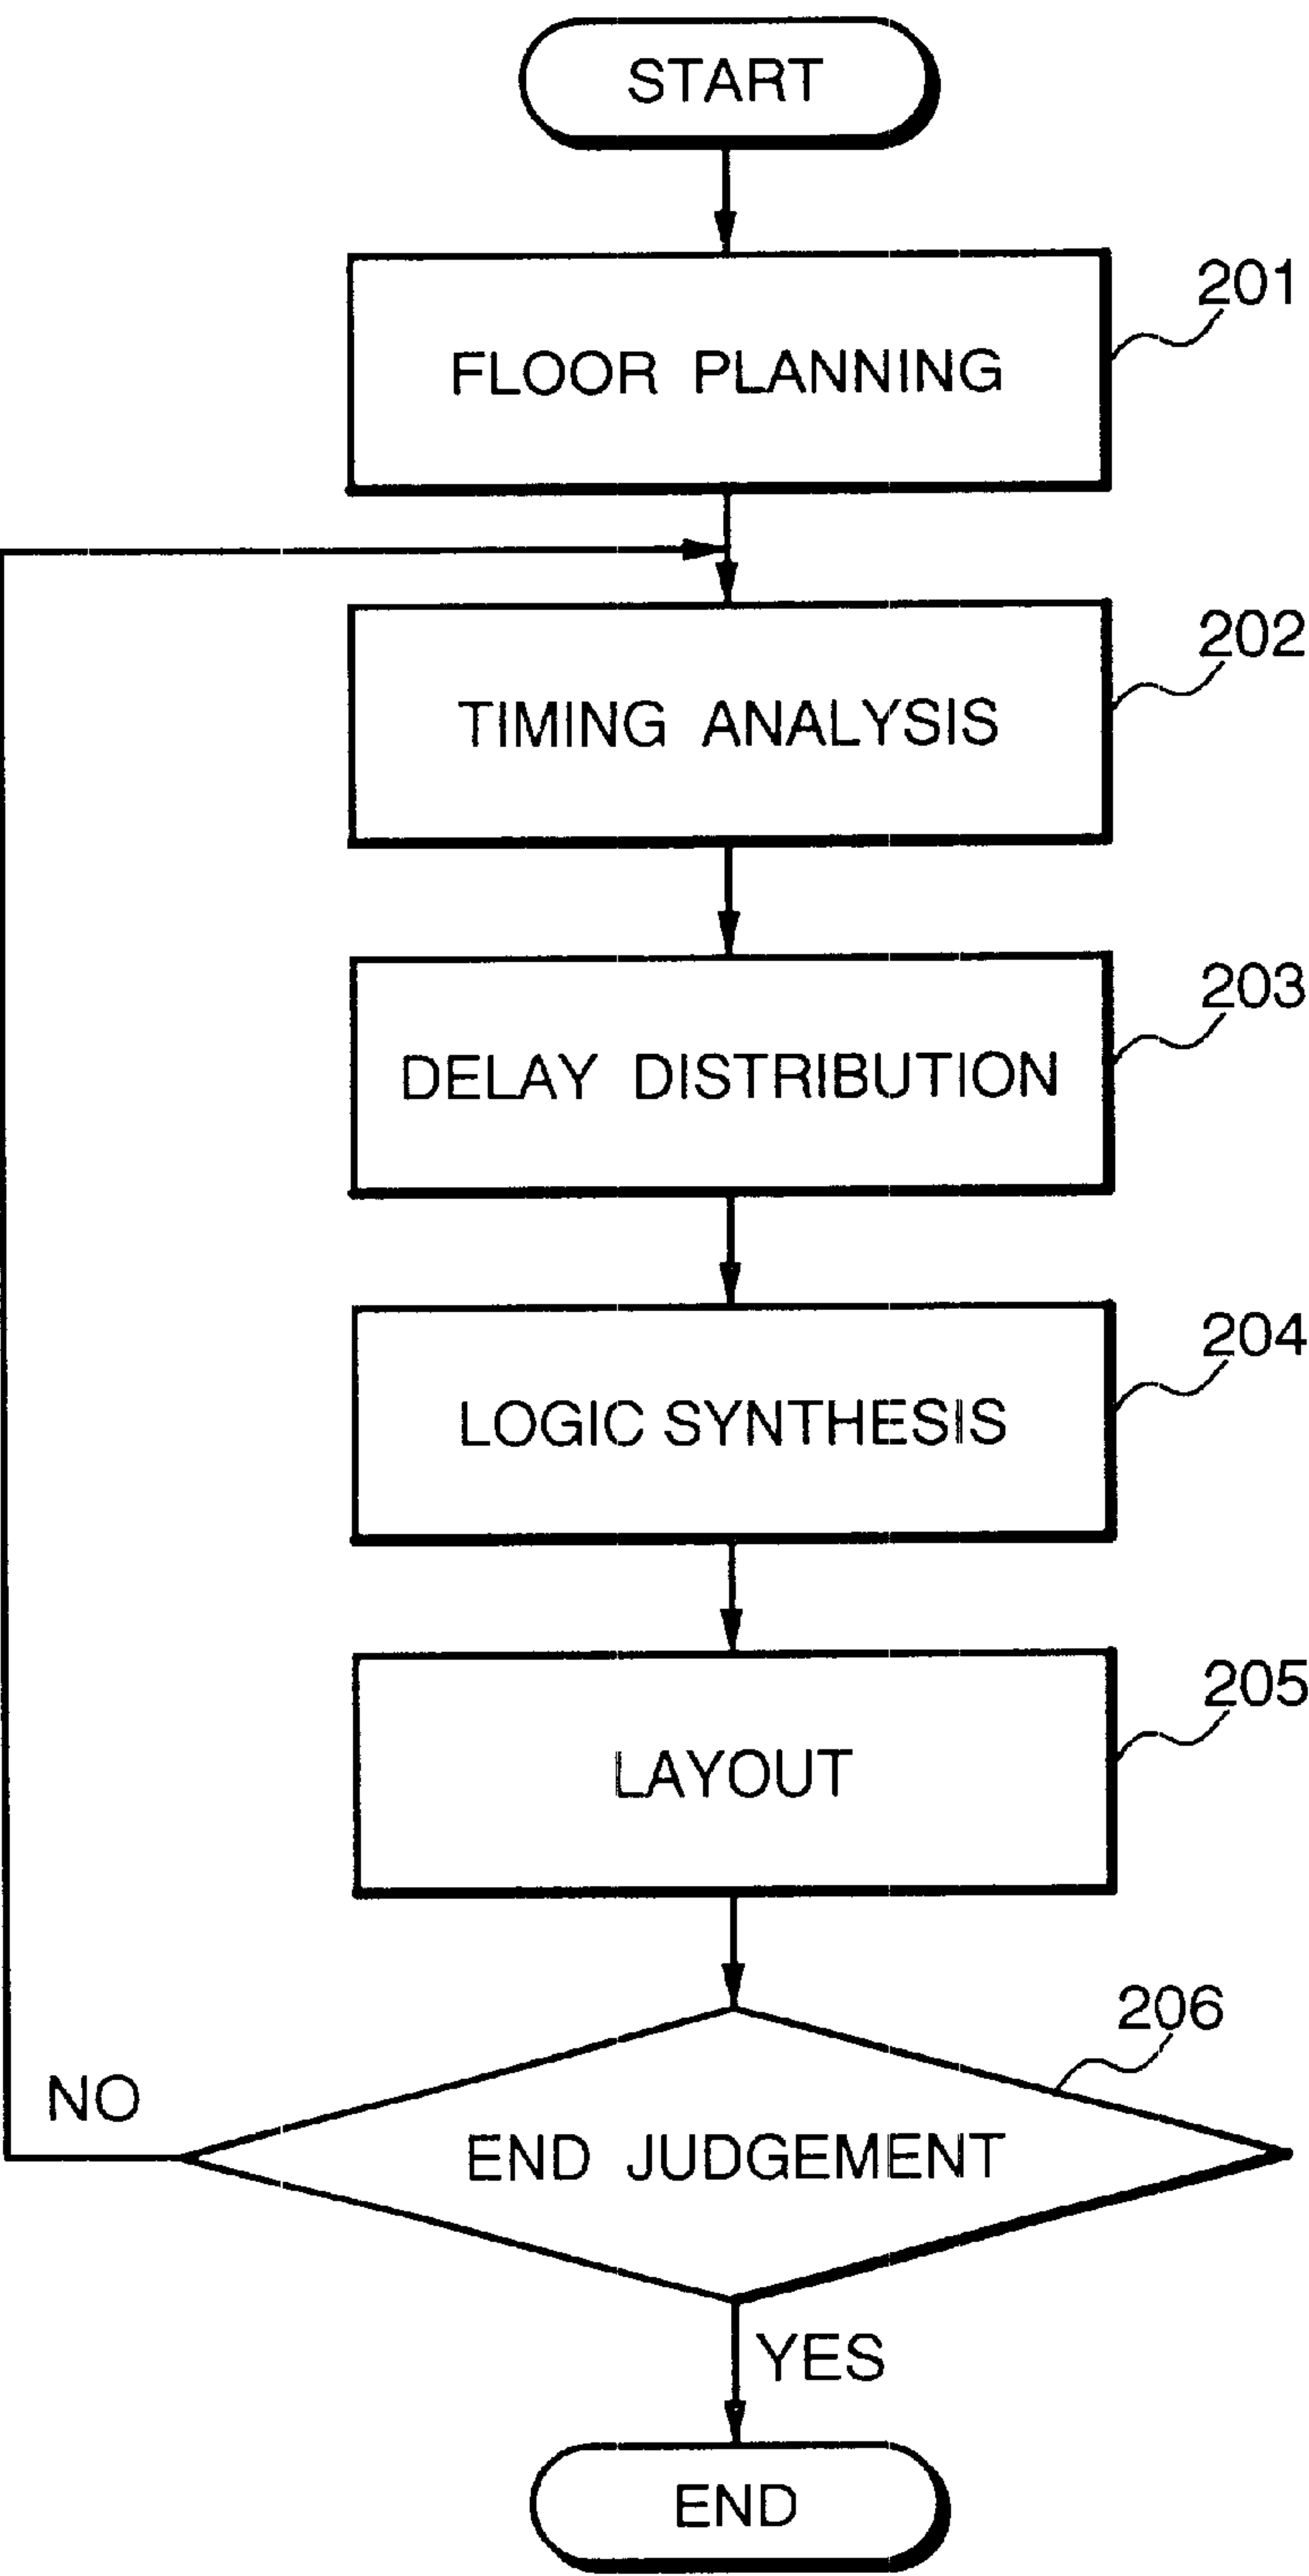 START
201
FLOOR PLANNING
202
TIMING ANALYSIS
203
DELAY DISTRIBUTION
204
LOGIC SYNTHESIS
205
LAYOUT
206
NO
END JUDGEMENT
YES
END